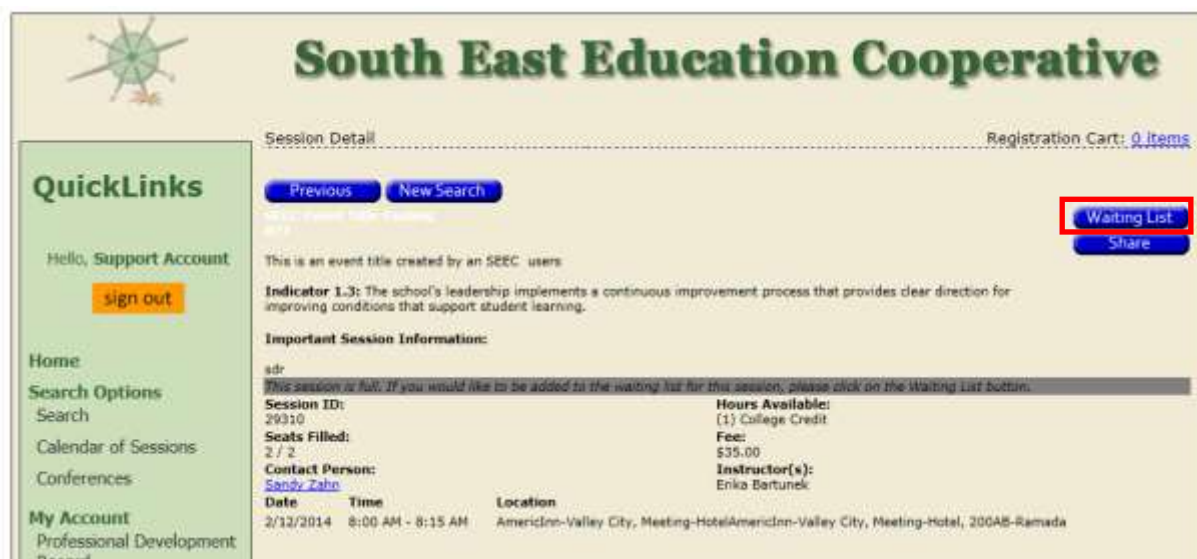 South East Education Cooperative
Session Detail
Registration Cart: 0 items
QuickLinks
Hello, Support Account
sign out
Home
Search Options
Search
Calendar of Sessions
Conferences
My Account
Professional Development
Record
Previous
New Search
Waiting List
Share
This is an event title created by an SEEC users
Indicator 1.3: The school's leadership implements a continuous improvement process that provides clear direction for
improving conditions that support student learning.
Important Session Information:
sdr
This session is full. If you would like to be added to the waiting list for this session, please click on the Waiting List button.
Session ID:
29310
Hours Available:
(1) College Credit
Seats Filled:
2 / 2
Fee:
$35.00
Contact Person:
Sandy Zahn
Instructor(s):
Erika Bartunek
Date Time Location
2/12/2014 8:00 AM - 8:15 AM AmericInn-Valley City, Meeting-HotelAmericInn-Valley City, Meeting-Hotel, 200AB-Ramada